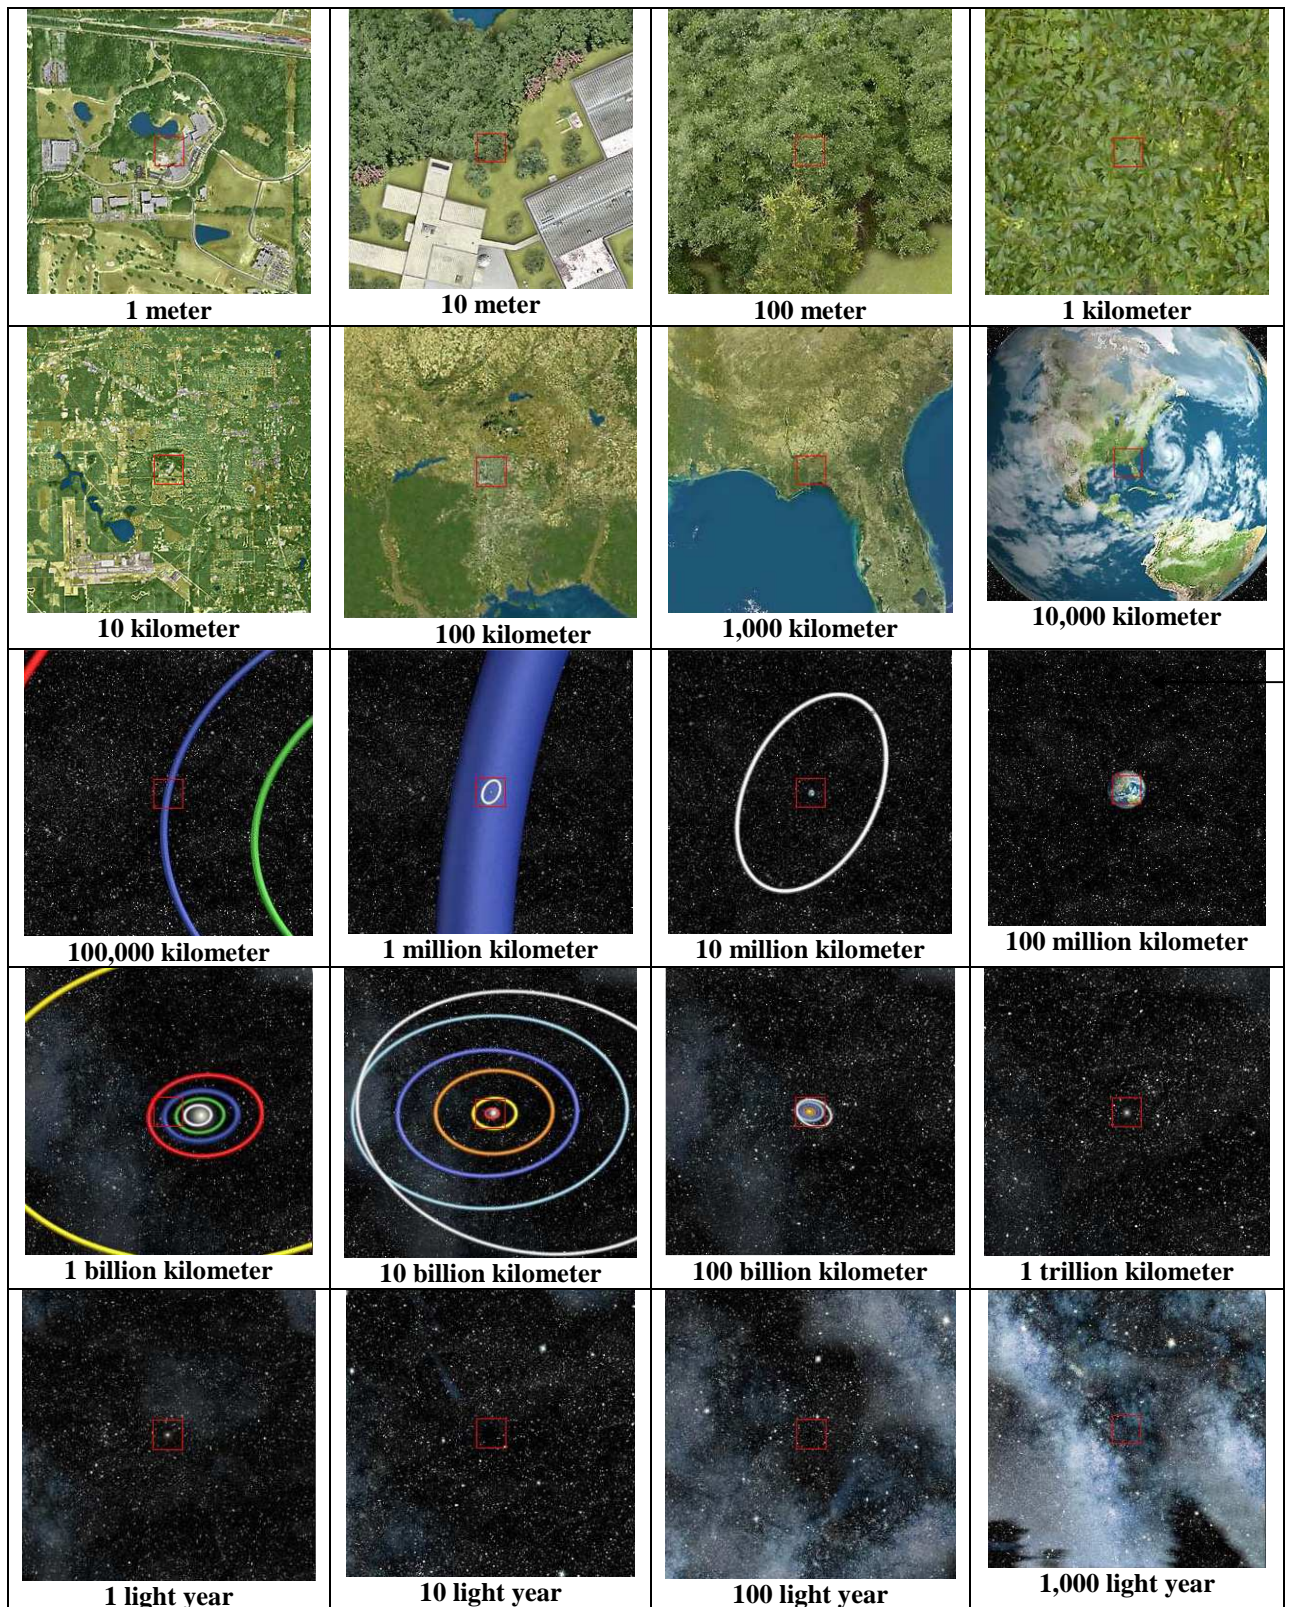 1 meter
10 meter
100 meter
1 kilometer
10 kilometer
100 kilometer
1,000 kilometer
10,000 kilometer
100,000 kilometer
1 million kilometer
10 million kilometer
100 million kilometer
1 billion kilometer
10 billion kilometer
100 billion kilometer
1 trillion kilometer
1 light year
10 light year
100 light year
1,000 light year